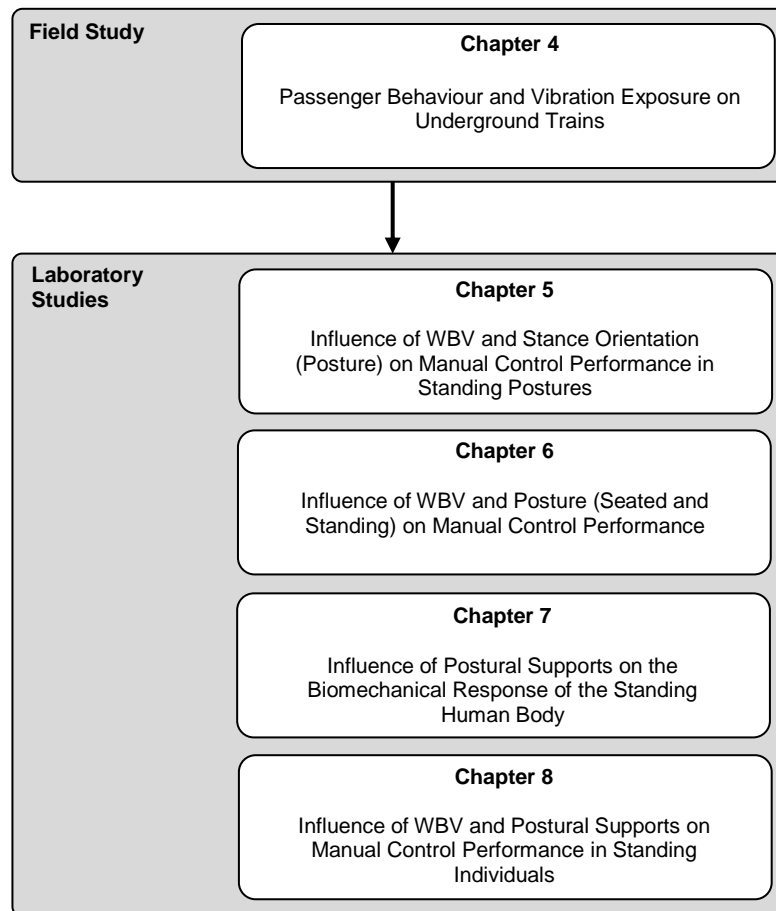 Field Study
Chapter 4
Passenger Behaviour and Vibration Exposure on
Underground Trains
Laboratory
Studies
Chapter 5
Influence of WBV and Stance Orientation
(Posture) on Manual Control Performance in
Standing Postures
Chapter 6
Influence of WBV and Posture (Seated and
Standing) on Manual Control Performance
Chapter 7
Influence of Postural Supports on the
Biomechanical Response of the Standing
Human Body
Chapter 8
Influence of WBV and Postural Supports on
Manual Control Performance in Standing
Individuals